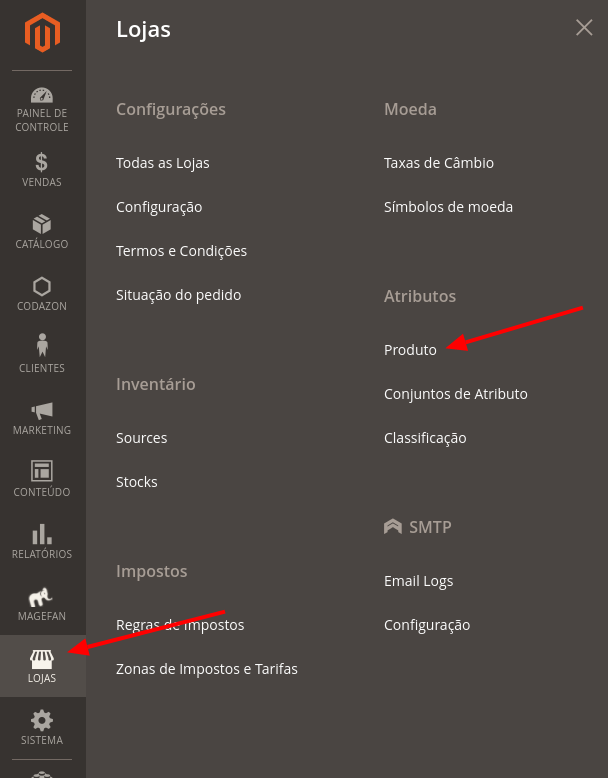 PAINEL DE
CONTROLE
VENDAS
CATÁLOGO
CODAZON
CLIENTES
MARKETING
CONTEÚDO
RELATÓRIOS
MAGEFAN
LOJAS
SISTEMA
Lojas
Configurações
Todas as Lojas
Configuração
Termos e Condições
Situação do pedido
Inventário
Sources
Stocks
Impostos
Regras de Impostos
Zonas de Impostos e Tarifas
Moeda
Taxas de Câmbio
Símbolos de moeda
Atributos
Produto
Conjuntos de Atributo
Classificação
SMTP
Email Logs
Configuração